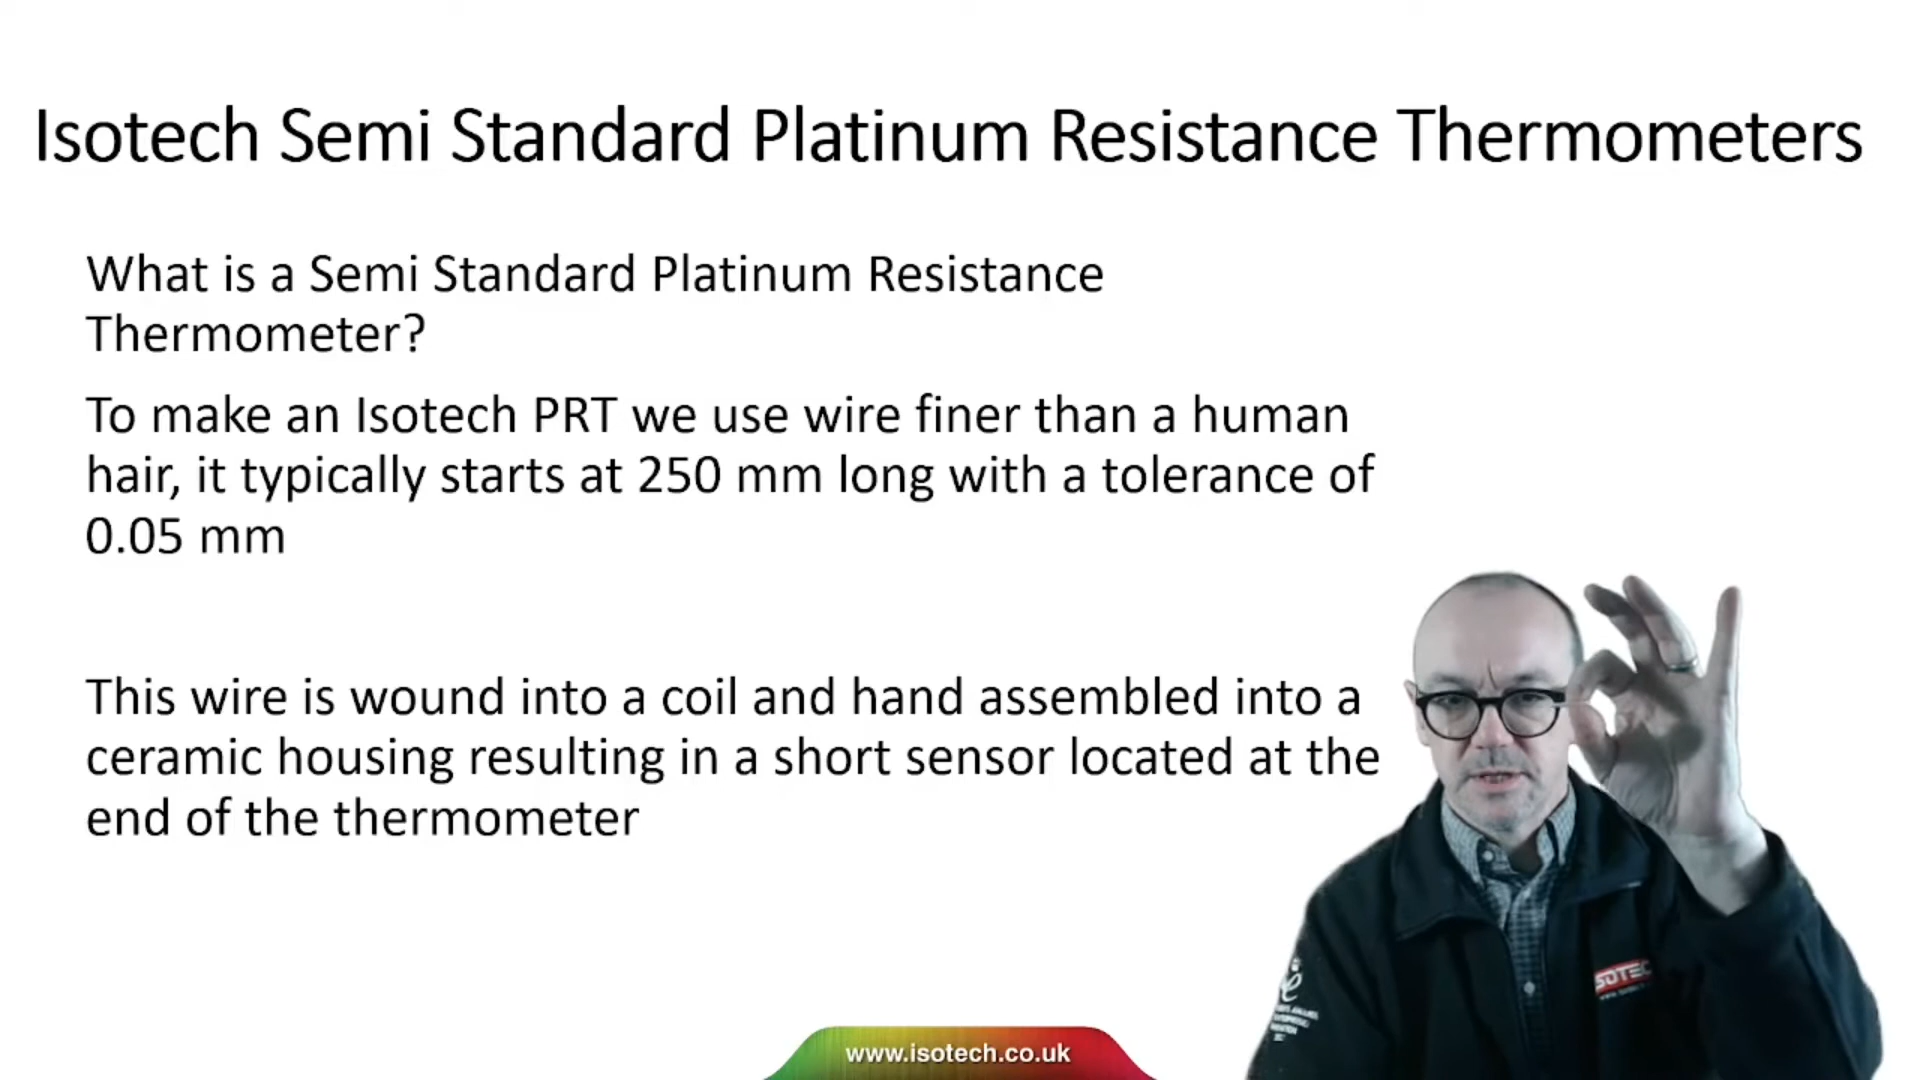 Isotech Semi Standard Platinum Resistance Thermometers
What is a Semi Standard Platinum Resistance
Thermometer?
To make an Isotech PRT we use wire finer than a human
hair, it typically starts at 250 mm long with a tolerance of
0.05 mm
This wire is wound into a coil and hand assembled into a
ceramic housing resulting in a short sensor located at the
end of the thermometer
ISOTEC
www.isotech.co.uk